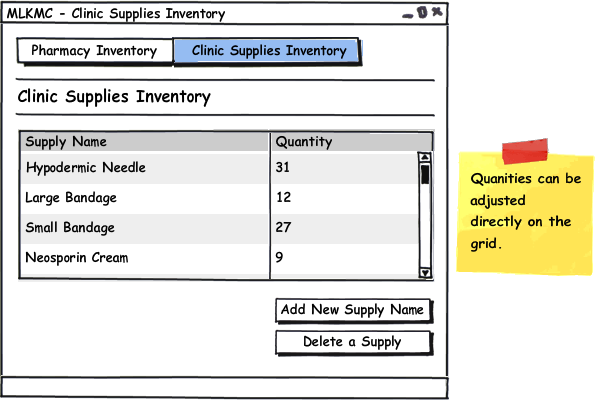 MLKMC - Clinic Supplies Inventory
Pharmacy Inventory Clinic Supplies Inventory
Clinic Supplies Inventory
Supply Name Quantity
Hypodermic Needle 31
Large Bandage 12
Small Bandage 27
Neosporin Cream 9
Add New Supply Name
Delete a Supply
Quanities can be
adjusted
directly on the
grid.